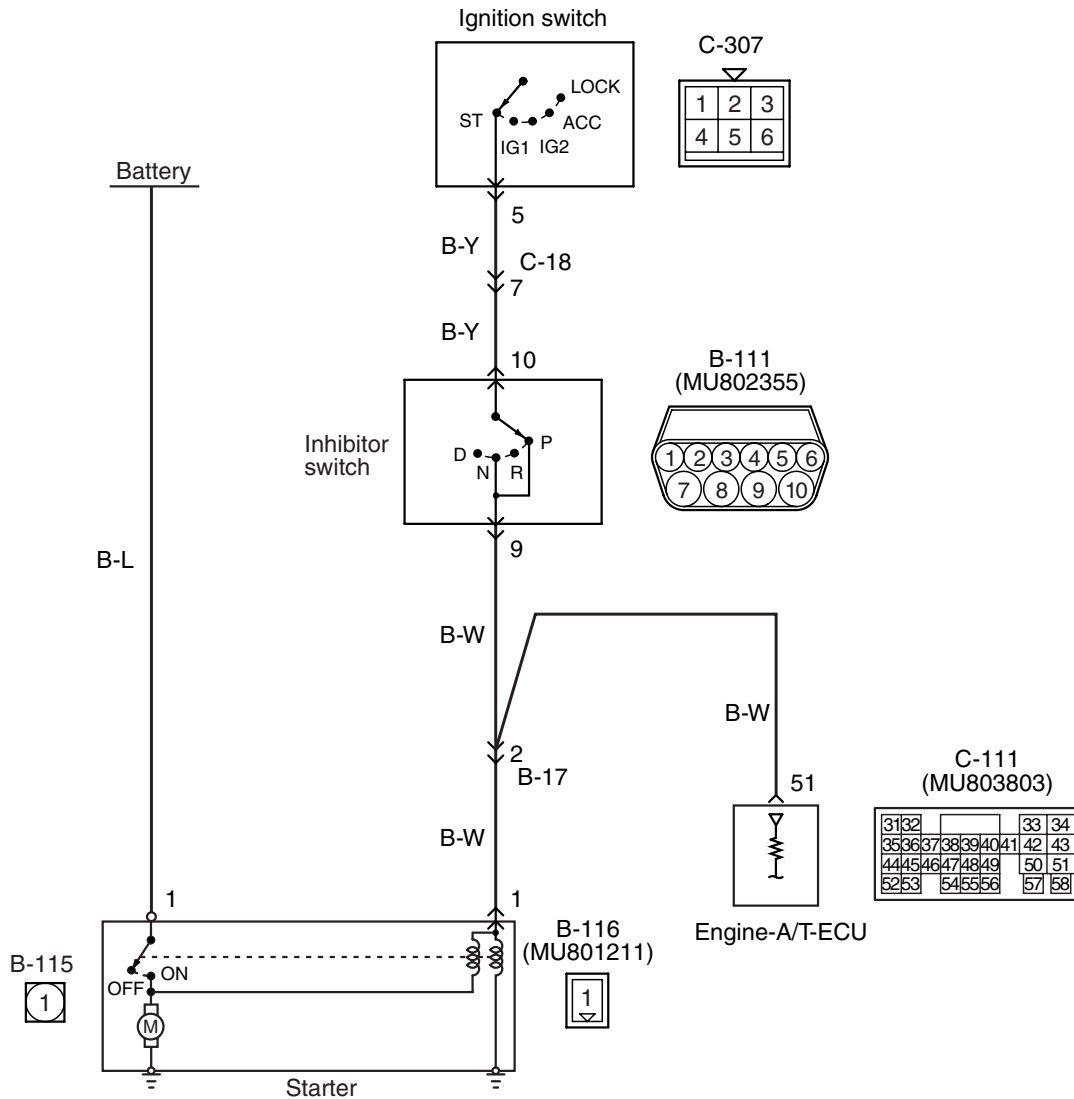 Ignition switch
C-307
1 2 3
4 5 6
LOCK
ST
ACC
IG1 IG2
Battery
5
B-Y
C-18
7
B-Y
10
B-111
(MU802355)
1 2 3 4 5 6
7 8 9 10
Inhibitor
switch
P
D
N R
9
B-L
B-W
B-W
2
B-17
51
C-111
(MU803803)
31 32 33 34
35 36 37 38 39 40 41 42 43
44 45 46 47 48 49 50 51
52 53 54 55 56 57 58
B-W
1
1
B-116
(MU801211)
1
Engine-A/T-ECU
B-115
1
ON
OFF
M
Starter